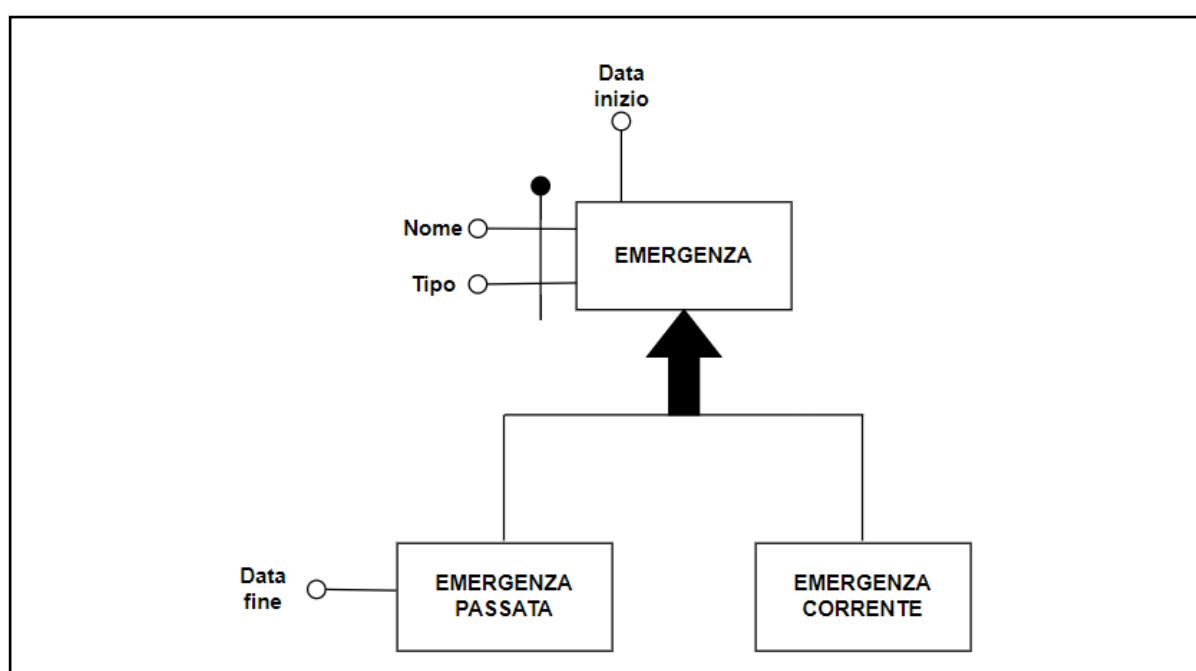 Data
inizio
Nome
EMERGENZA
Tipo
Data
fine
EMERGENZA
PASSATA
EMERGENZA
CORRENTE